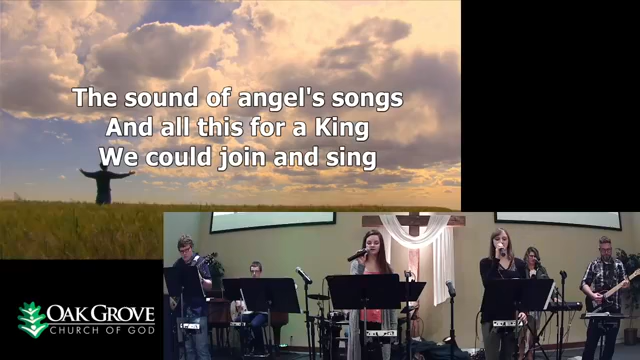 The sound of angel's songs
And all this for a King
We could join and sing
OAK GROVE
CHURCH OF GOD